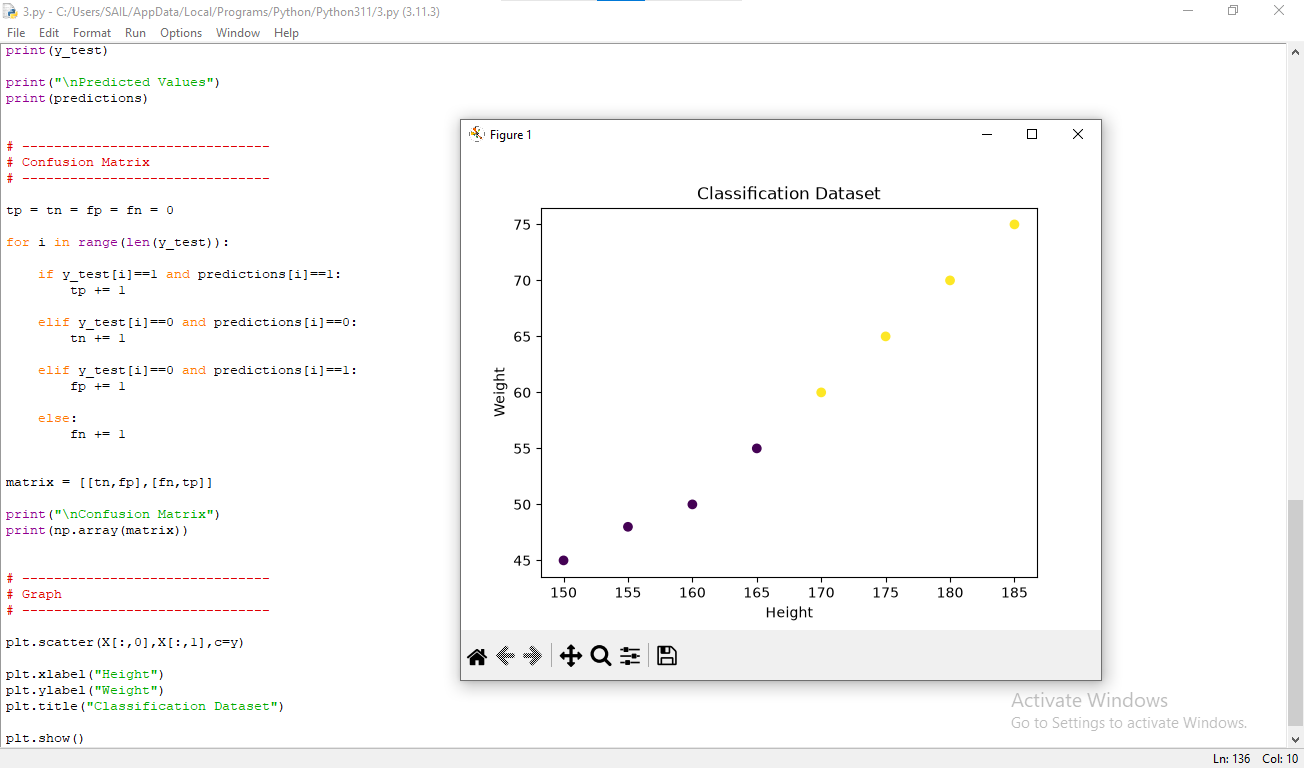 3.py - C:/Users/SAIL/AppData/Local/Programs/Python/Python311/3.py (3.11.3)
File Edit Format Run Options Window Help
print(y_test)
print("\nPredicted Values")
print(predictions)
# -------------------------------
# Confusion Matrix
# -------------------------------
tp = tn = fp = fn = 0
for i in range(len(y_test)):
    if y_test[i]==1 and predictions[i]==1:
        tp += 1
    elif y_test[i]==0 and predictions[i]==0:
        tn += 1
    elif y_test[i]==0 and predictions[i]==1:
        fp += 1
    else:
        fn += 1
matrix = [[tn,fp],[fn,tp]]
print("\nConfusion Matrix")
print(np.array(matrix))
# -------------------------------
# Graph
# -------------------------------
plt.scatter(X[:,0],X[:,1],c=y)
plt.xlabel("Height")
plt.ylabel("Weight")
plt.title("Classification Dataset")
plt.show()
Figure 1
Classification Dataset
75
70
65
60
55
50
45
Weight
150 155 160 165 170 175 180 185
Height
Activate Windows
Go to Settings to activate Windows.
Ln: 136 Col: 10